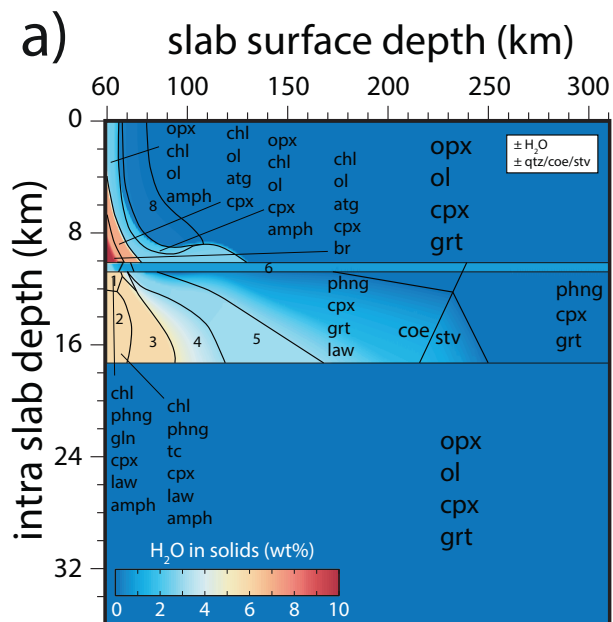 a)
slab surface depth (km)
60 100 150 200 250 300
intra slab depth (km)
0
8
16
24
32
opx
chl
ol
amph
chl
ol
atg
cpx
opx
chl
ol
cpx
amph
chl
ol
atg
cpx
br
opx
ol
cpx
grt
± H₂O
± qtz/coe/stv
8
6
1
2
3
4
5
phng
cpx
grt
law
coe
stv
phng
cpx
grt
chl
phng
gln
cpx
law
amph
chl
phng
tc
cpx
law
amph
opx
ol
cpx
grt
H₂O in solids (wt%)
0 2 4 6 8 10